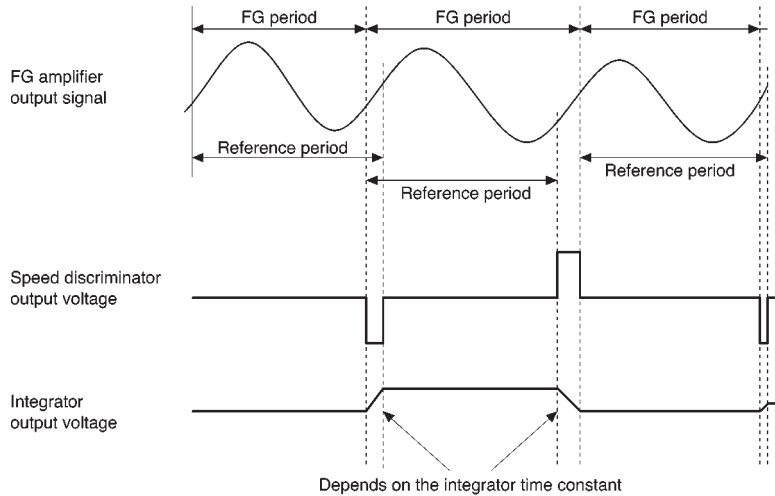 FG period
FG period
FG period
FG amplifier
output signal
Reference period
Reference period
Reference period
Speed discriminator
output voltage
Integrator
output voltage
Depends on the integrator time constant